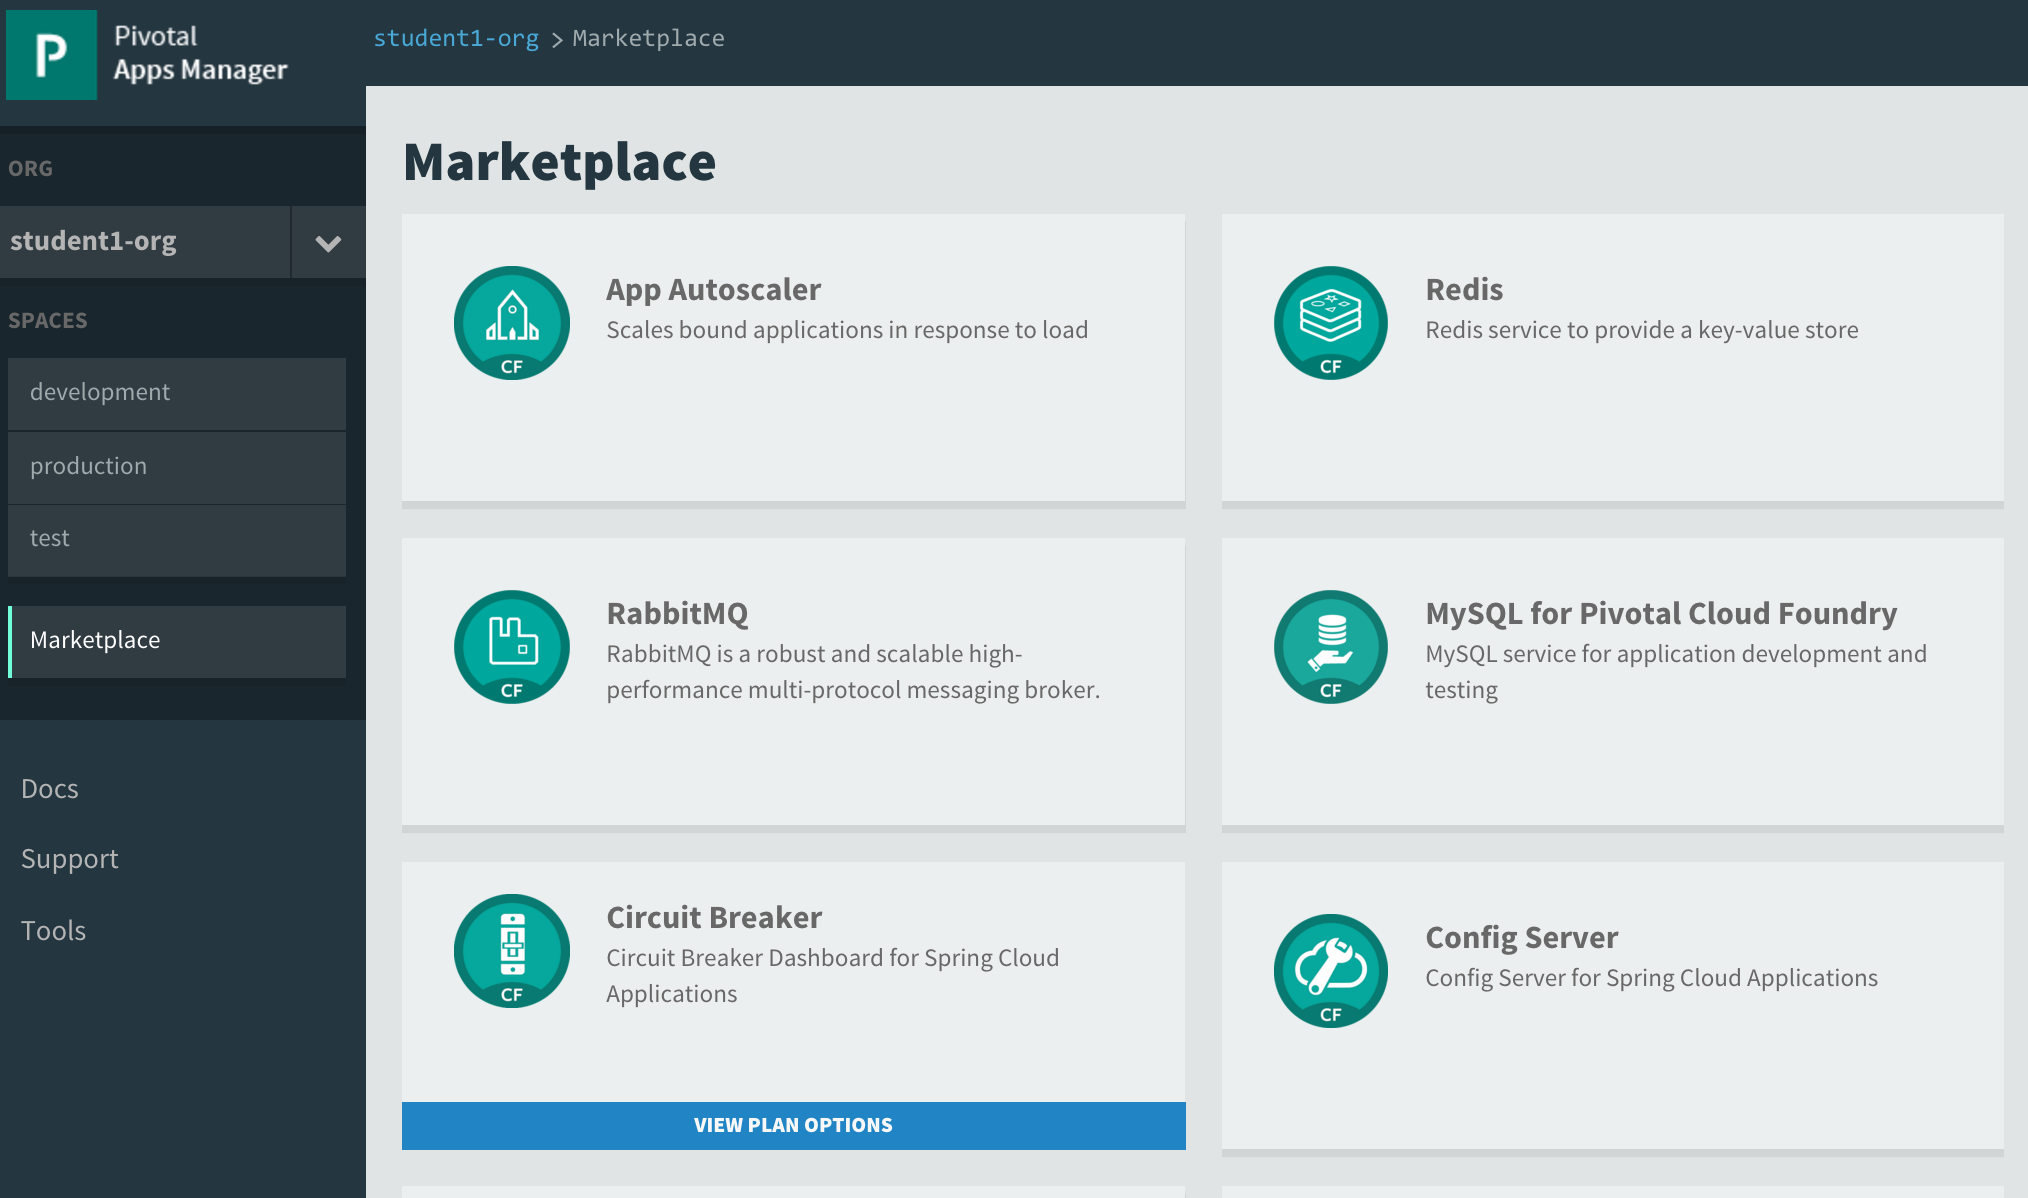 P
Pivotal
Apps Manager
student1-org > Marketplace
ORG
student1-org
SPACES
development
production
test
Marketplace
Docs
Support
Tools
Marketplace
CF
App Autoscaler
Scales bound applications in response to load
CF
Redis
Redis service to provide a key-value store
CF
RabbitMQ
RabbitMQ is a robust and scalable high-
performance multi-protocol messaging broker.
CF
MySQL for Pivotal Cloud Foundry
MySQL service for application development and
testing
CF
Circuit Breaker
Circuit Breaker Dashboard for Spring Cloud
Applications
VIEW PLAN OPTIONS
CF
Config Server
Config Server for Spring Cloud Applications